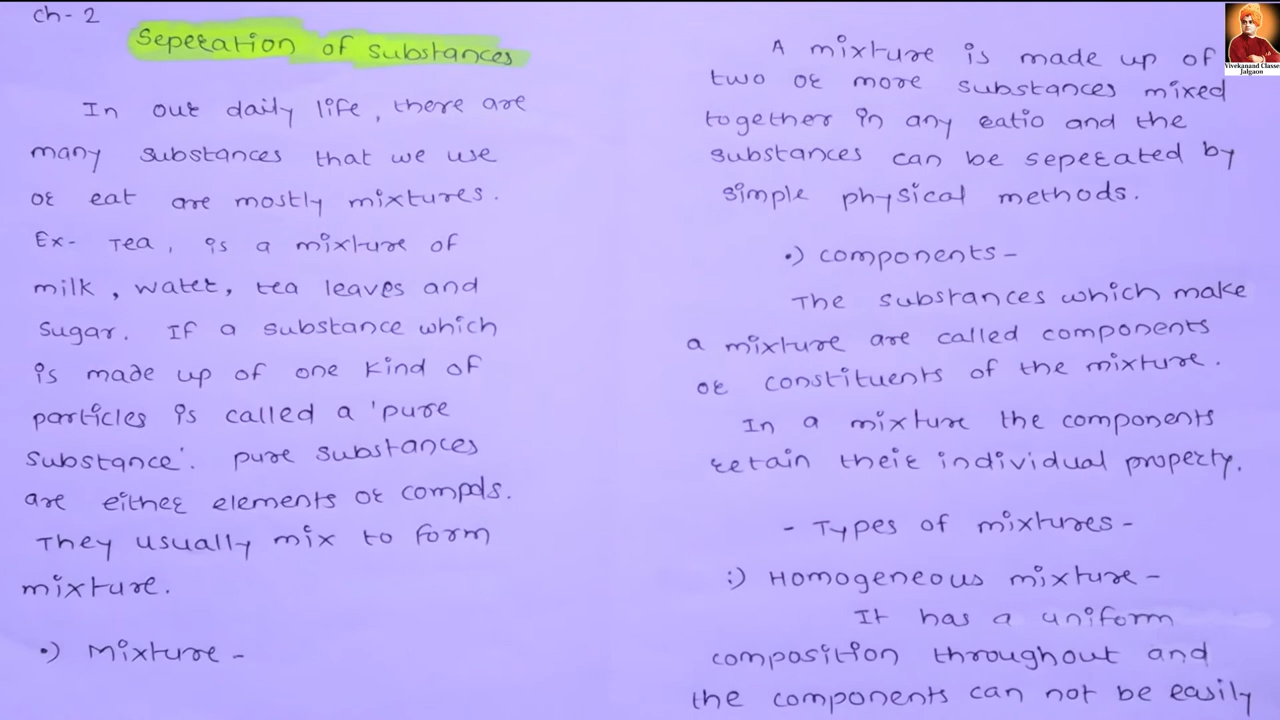 Ch- 2
Seperation of substances
In our daily life, there are
many substances that we use
or eat are mostly mixtures.
Ex- Tea, is a mixture of
milk, water, tea leaves and
sugar. If a substance which
is made up of one kind of
particles is called a 'pure
substance'. pure substances
are either elements or compds.
They usually mix to form
mixture.
•) Mixture -
A mixture is made up of
two or more substances mixed
together in any ratio and the
substances can be seperated by
simple physical methods.
•) components -
The substances which make
a mixture are called components
or constituents of the mixture.
In a mixture the components
retain their individual property.
- Types of mixtures -
:) Homogeneous mixture -
It has a uniform
composition throughout and
the components can not be easily
Vivekanand Classes
Jalgaon